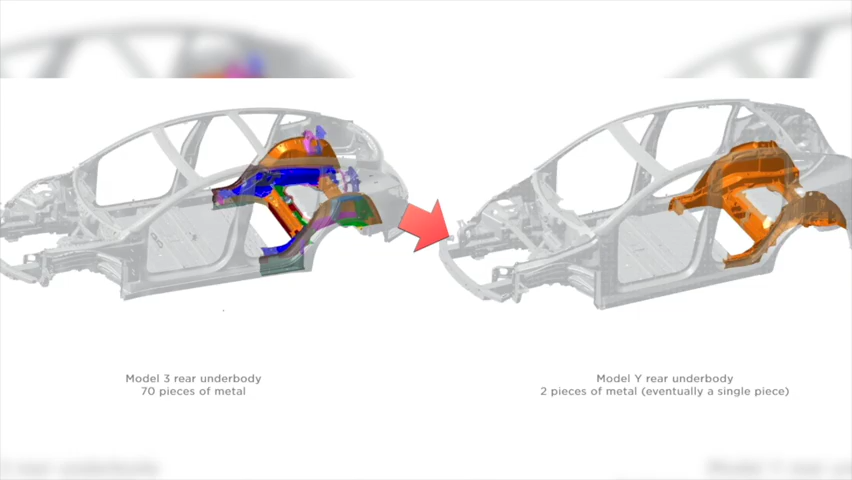 Model 3 rear underbody
70 pieces of metal
Model Y rear underbody
2 pieces of metal (eventually a single piece)